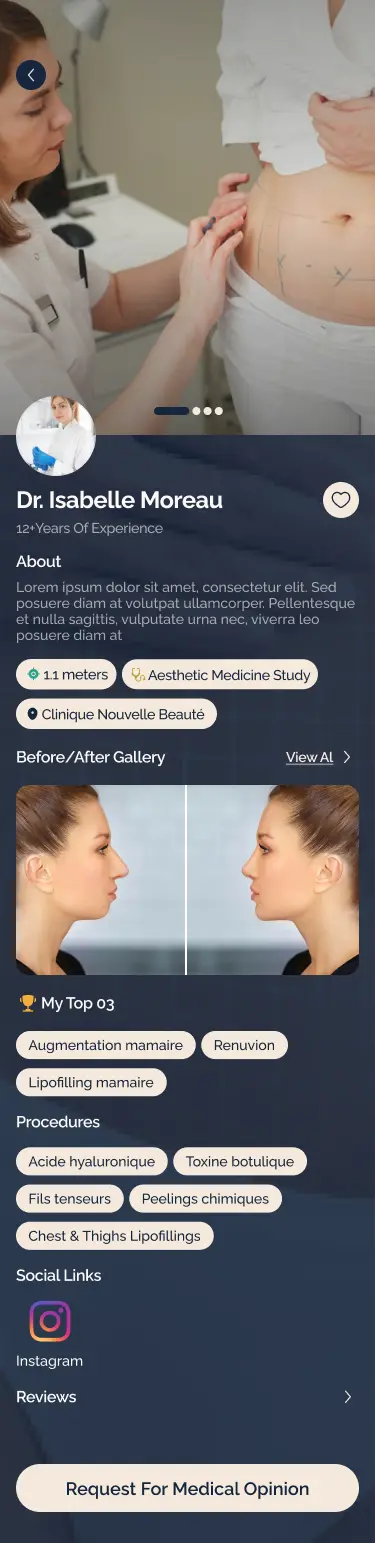 Dr. Isabelle Moreau
12+Years Of Experience
About
Lorem ipsum dolor sit amet, consectetur elit. Sed
posuere diam at volutpat ullamcorper. Pellentesque
et nulla sagittis, vulputate urna nec, viverra leo
posuere diam at
1.1 meters
Aesthetic Medicine Study
Clinique Nouvelle Beauté
Before/After Gallery
View Al
My Top 03
Augmentation mamaire
Renuvion
Lipofilling mamaire
Procedures
Acide hyaluronique
Toxine botulique
Fils tenseurs
Peelings chimiques
Chest & Thighs Lipofillings
Social Links
Instagram
Reviews
Request For Medical Opinion